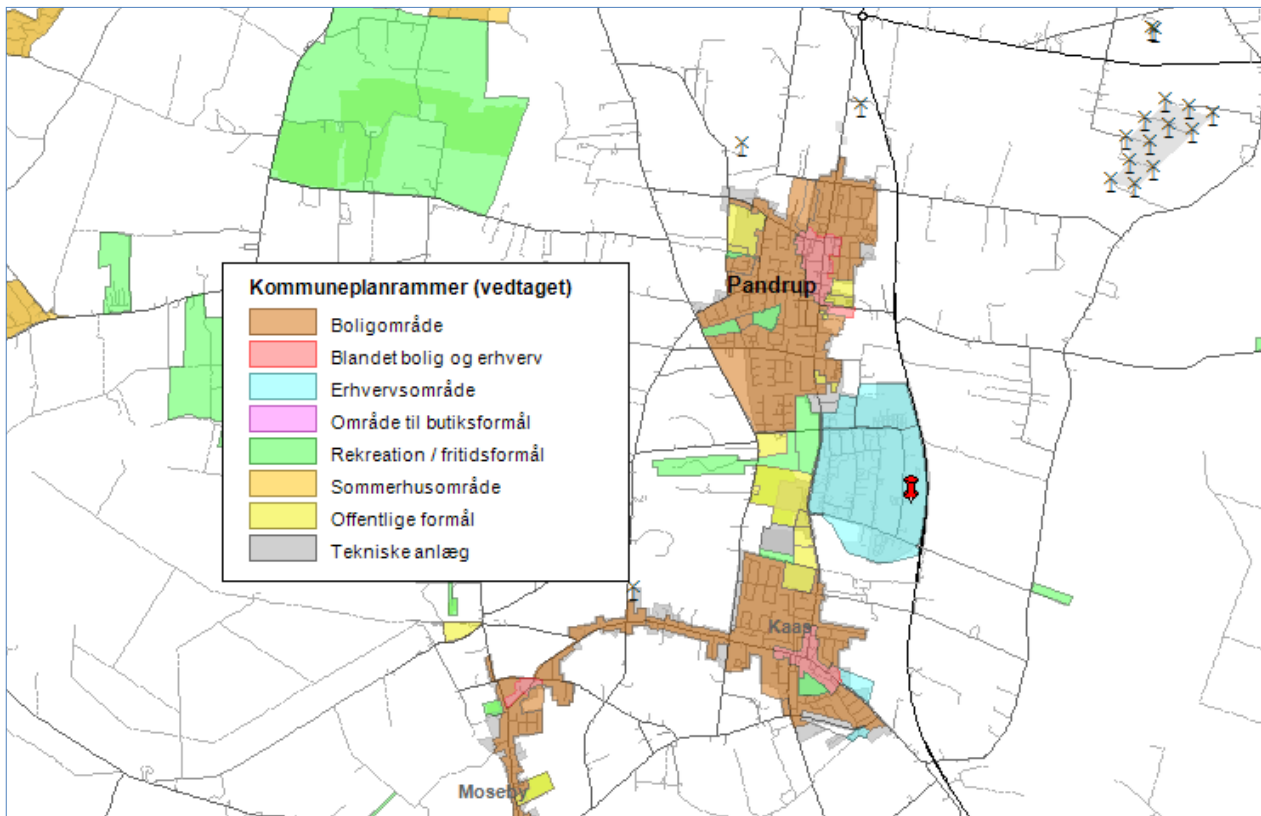 Pandrup
Kommuneplanrammer (vedtaget)
Boligområde
Blandet bolig og erhverv
Erhvervsområde
Område til butiksformål
Rekreation / fritidsformål
Sommerhusområde
Offentlige formål
Tekniske anlæg
Kaas
Moseby